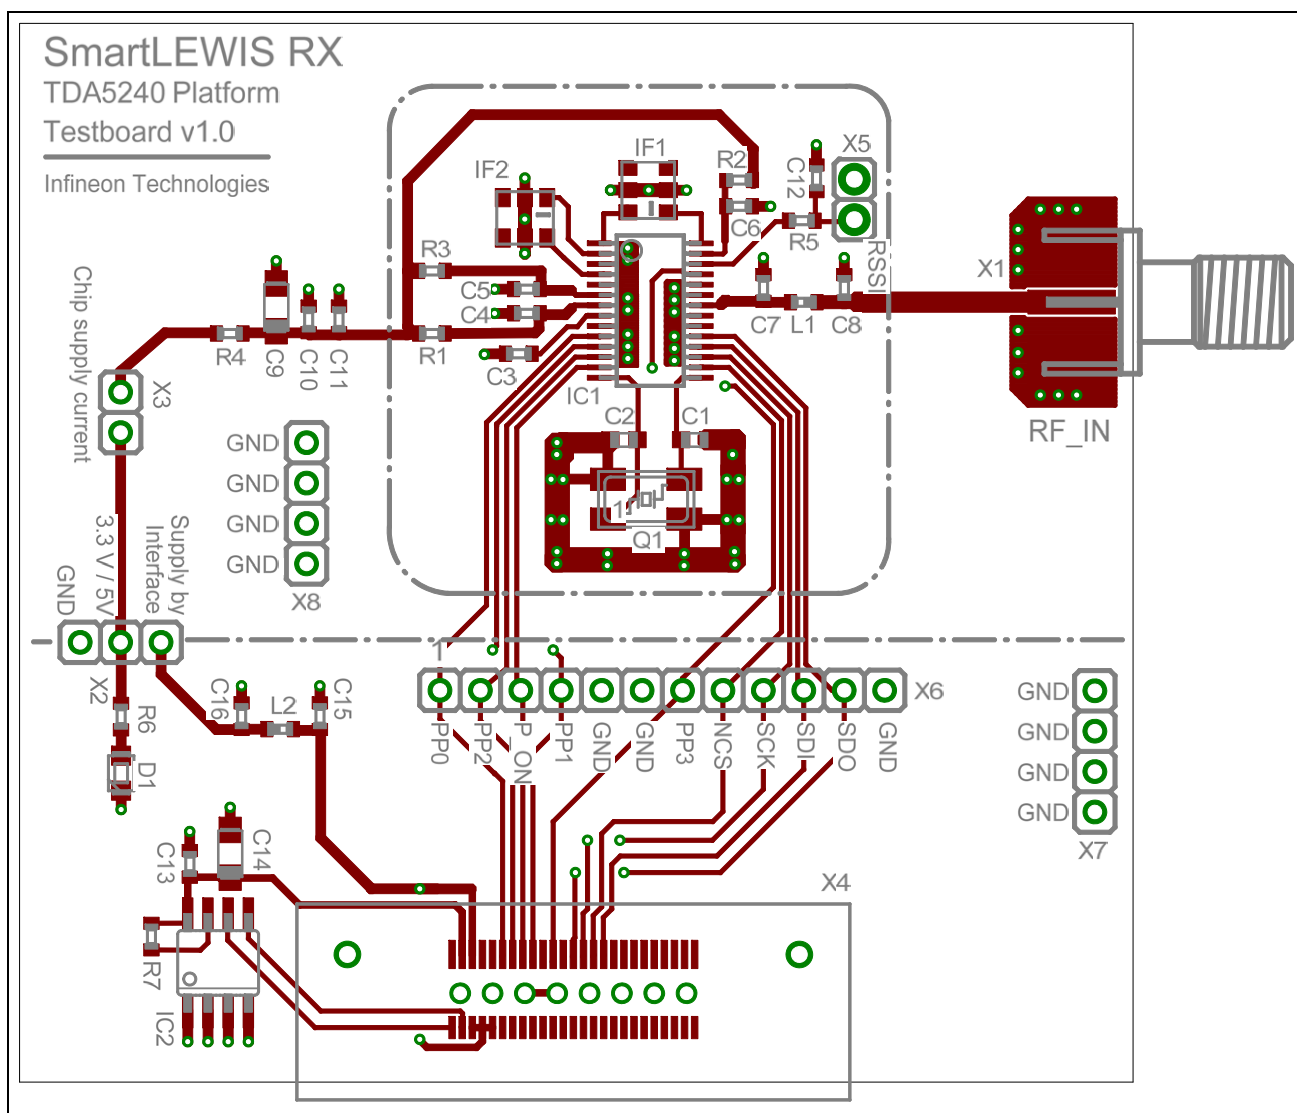 SmartLEWIS RX
TDA5240 Platform
Testboard v1.0
Infineon Technologies
IF1
IF2
R2
C12
X5
C6
R5
RSSI
X1
R3
C5
C4
R1
C3
IC1
C7
L1
C8
RF_IN
Chip supply current
X3
R4
C9
C10
C11
C2
C1
1
Q1
GND
GND
GND
GND
X8
GND
3.3 V / 5V
Supply by
Interface
X2
R6
D1
C16
L2
C15
1
X6
PP0
PP2
P_ON
PP1
GND
GND
PP3
NCS
SCK
SDI
SDO
GND
GND
GND
GND
GND
X7
C13
C14
R7
IC2
X4